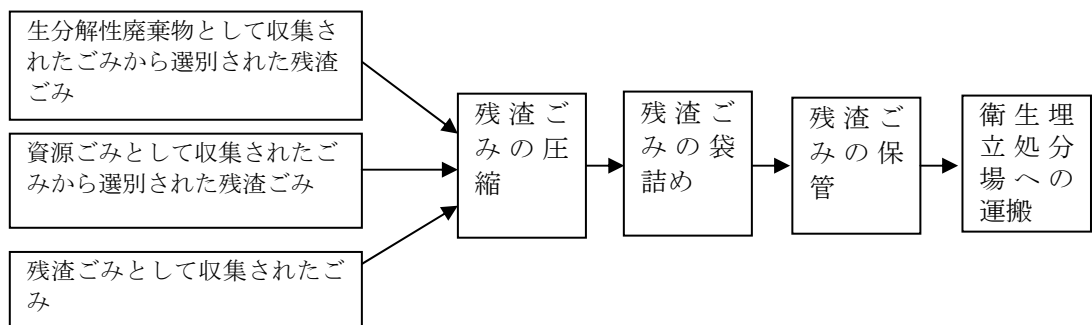 生分解性廃棄物として収集さ
れたごみから選別された残渣
ごみ
資源ごみとして収集されたご
みから選別された残渣ごみ
残渣ごみとして収集されたご
み
残渣ご
みの圧
縮
残渣ご
みの袋
詰め
残渣ご
みの保
管
衛生埋
立処分
場への
運搬